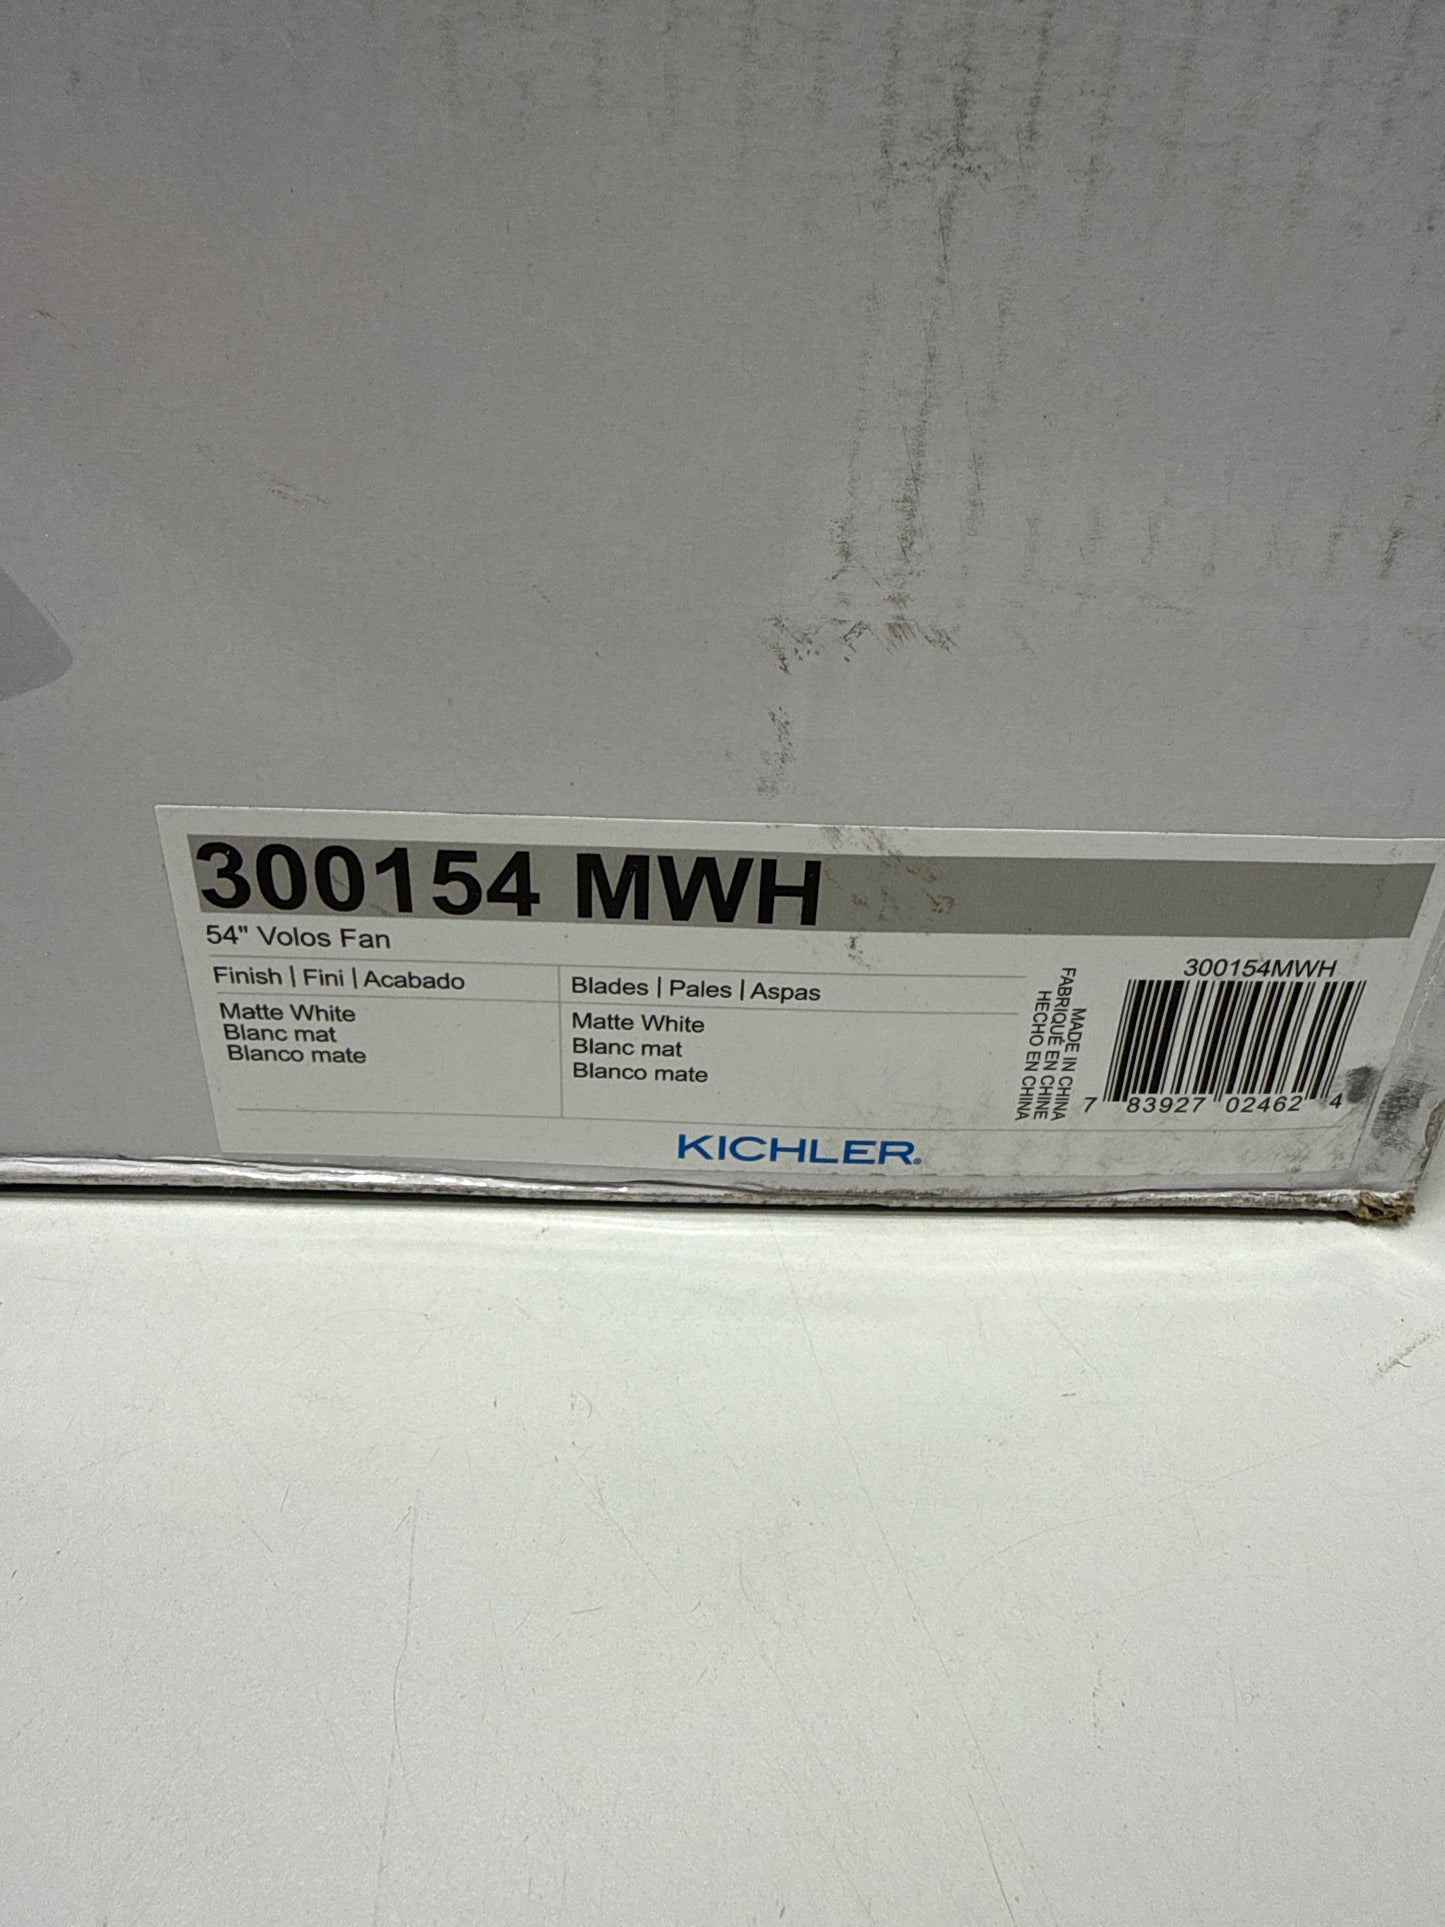 300154 MWH
54" Volos Fan
Finish | Fini | Acabado
Matte White
Blanc mat
Blanco mate
Blades | Pales | Aspas
Matte White
Blanc mat
Blanco mate
MADE IN CHINA
FABRIQUÉ EN CHINE
HECHO EN CHINA
300154MWH
7 83927 02462 4
KICHLER®